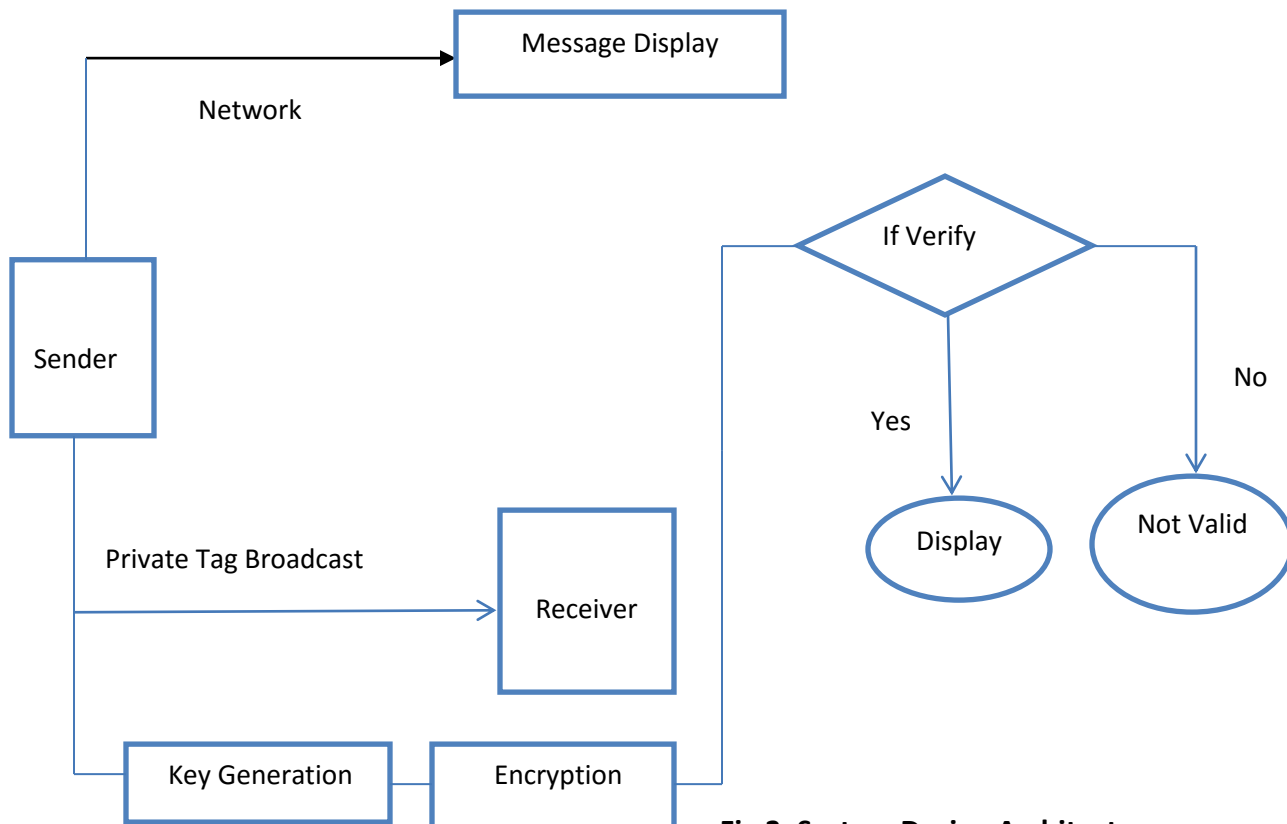 Message Display
Network
If Verify
Sender
No
Yes
Not Valid
Display
Private Tag Broadcast
Receiver
Key Generation
Encryption